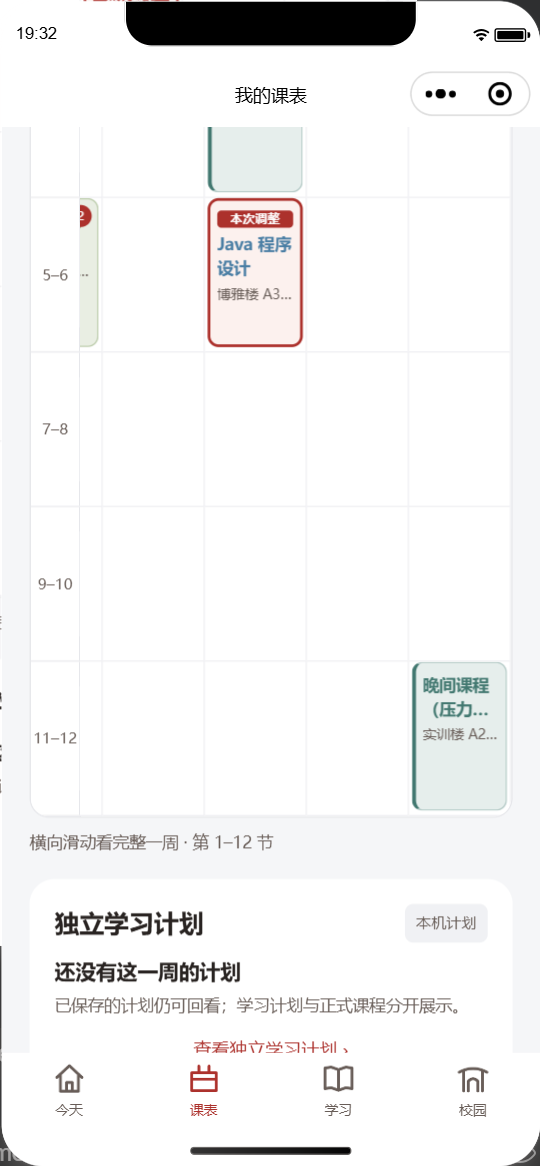 19:32
我的课表
2
本次调整
Java 程序
设计
博雅楼 A3...
5–6
...
7–8
9–10
晚间课程
（压力...
实训楼 A2...
11–12
横向滑动看完整一周 · 第 1–12 节
独立学习计划
本机计划
还没有这一周的计划
已保存的计划仍可回看；学习计划与正式课程分开展示。
查看独立学习计划 ›
今天
课表
学习
校园